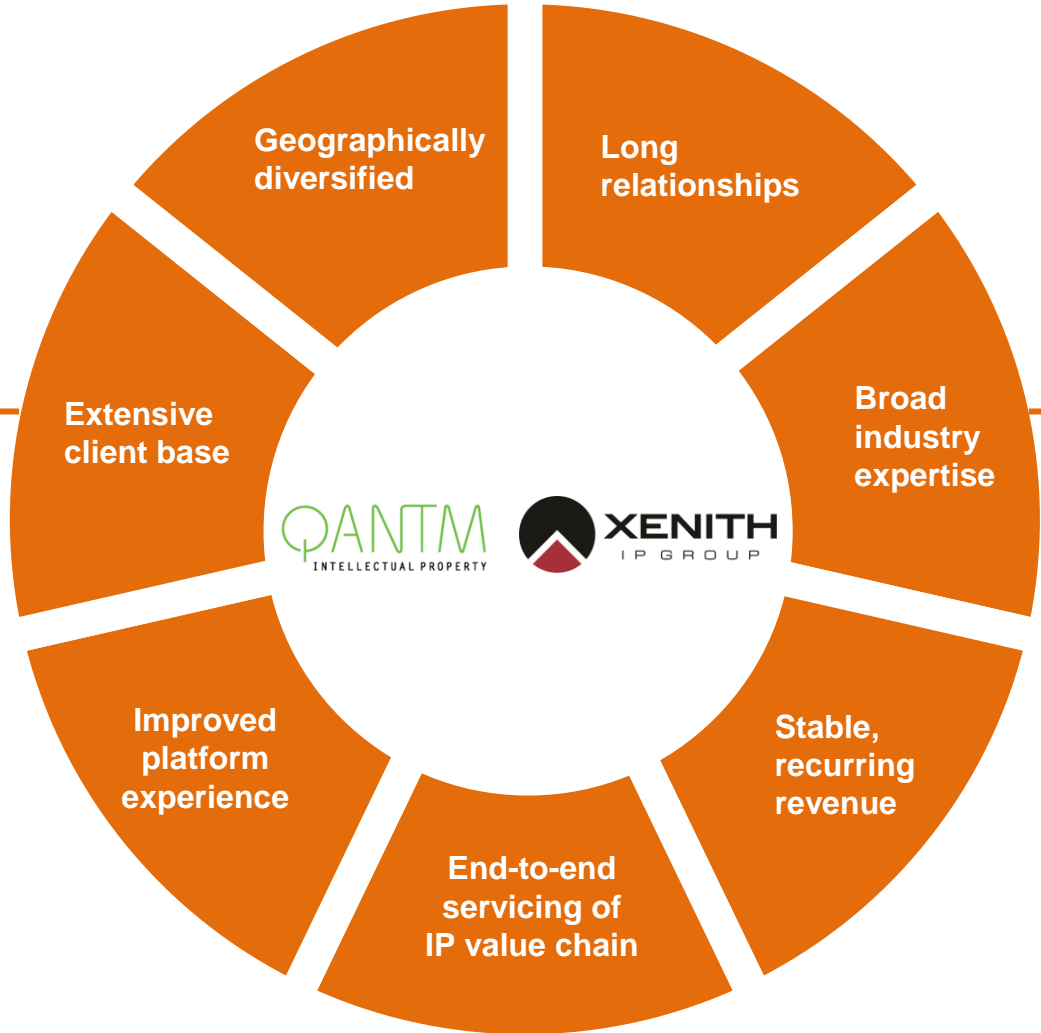 Geographically
diversified
Long
relationships
Extensive
client base
Broad
industry
expertise
QANTM
INTELLECTUAL PROPERTY
XENITH
IP GROUP
Improved
platform
experience
Stable,
recurring
revenue
End-to-end
servicing of
IP value chain